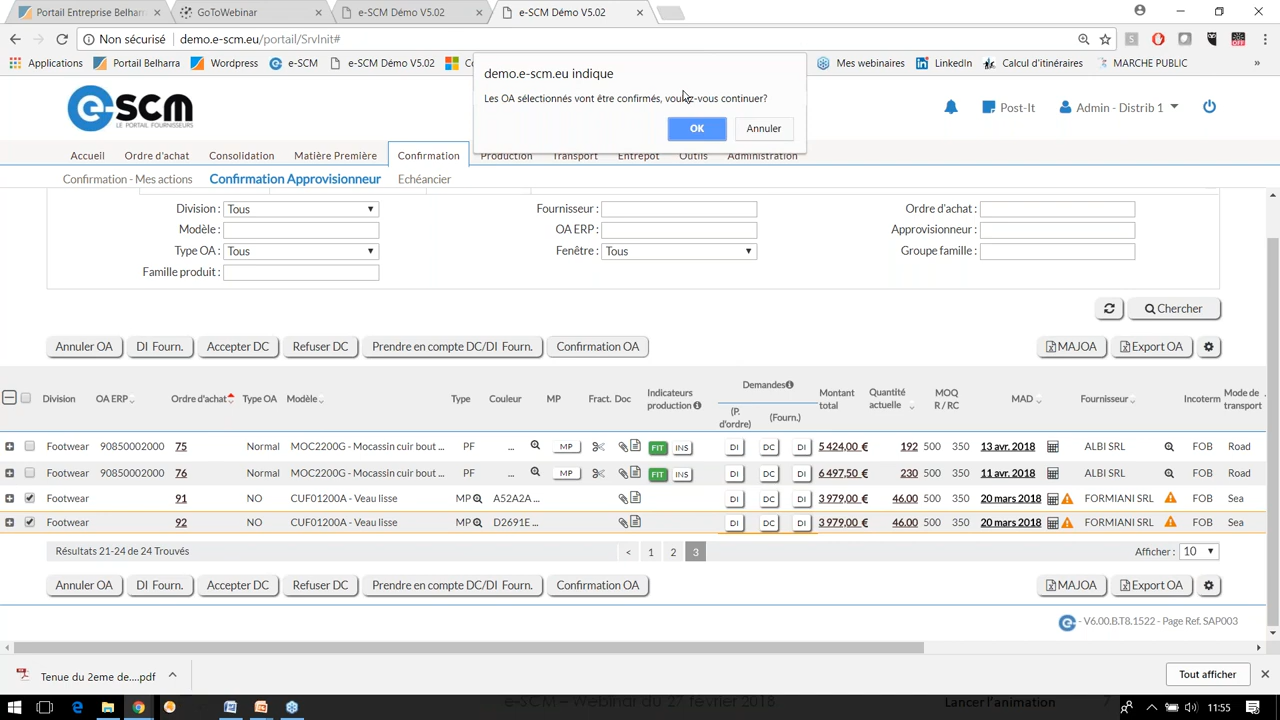 Portail Entreprise Belharra × GoToWebinar × e-SCM Démo V5.02 × e-SCM Démo V5.02 ×
Non sécurisé demo.e-scm.eu/portail/SrvInit#
Applications Portail Belharra Wordpress e-SCM e-SCM Démo V5.02 Mes webinaires LinkedIn Calcul d'itinéraires MARCHE PUBLIC »
demo.e-scm.eu indique
Les OA sélectionnés vont être confirmés, voulez-vous continuer?
OK Annuler
e-scm
LE PORTAIL FOURNISSEURS
Post-It Admin - Distrib 1
Accueil Ordre d'achat Consolidation Matière Première Confirmation Production Transport Entrepôt Outils Administration
Confirmation - Mes actions Confirmation Approvisionneur Echéancier
Division : Tous Fournisseur : Ordre d'achat :
Modèle : OA ERP : Approvisionneur :
Type OA : Tous Fenêtre : Tous Groupe famille :
Famille produit :
Chercher
Annuler OA DI Fourn. Accepter DC Refuser DC Prendre en compte DC/DI Fourn. Confirmation OA MAJOA Export OA
Division OA ERP Ordre d'achat Type OA Modèle Type Couleur MP Fract. Doc Indicateurs production Demandes (P. d'ordre) (Fourn.) Montant total Quantité actuelle MOQ R / RC MAD Fournisseur Incoterm Mode de transport
Footwear 90850002000 75 Normal MOC2200G - Mocassin cuir bout ... PF ... MP FIT INS DI DC DI 5 424,00 € 192 500 350 13 avr. 2018 ALBI SRL FOB Road
Footwear 90850002000 76 Normal MOC2200G - Mocassin cuir bout ... PF ... MP FIT INS DI DC DI 6 497,50 € 230 500 350 11 avr. 2018 ALBI SRL FOB Road
Footwear 91 NO CUF01200A - Veau lisse MP A52A2A ... DI DC DI 3 979,00 € 46.00 500 350 20 mars 2018 FORMIANI SRL FOB Sea
Footwear 92 NO CUF01200A - Veau lisse MP D2691E ... DI DC DI 3 979,00 € 46.00 500 350 20 mars 2018 FORMIANI SRL FOB Sea
Résultats 21-24 de 24 Trouvés < 1 2 3 Afficher : 10
Annuler OA DI Fourn. Accepter DC Refuser DC Prendre en compte DC/DI Fourn. Confirmation OA MAJOA Export OA
- V6.00.B.T8.1522 - Page Ref. SAP003
Tenue du 2eme de....pdf Tout afficher
e-SCM – Webinar du 27 février 2018 Lancer l'animation 7
11:55